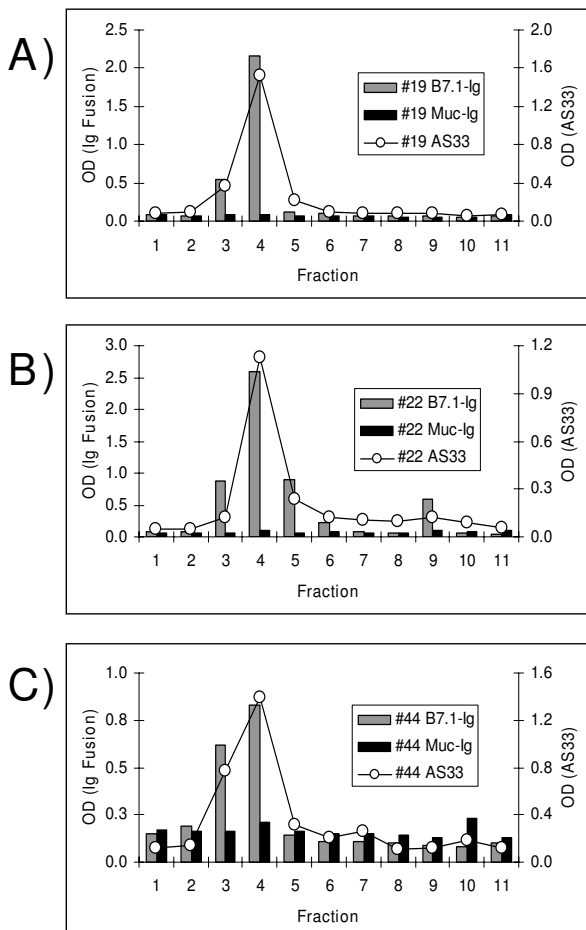 A)
OD (Ig Fusion)
2.5
2.0
1.5
1.0
0.5
0.0
#19 B7.1-Ig
#19 Muc-Ig
#19 AS33
2.0
1.6
1.2
0.8
0.4
0.0
OD (AS33)
1 2 3 4 5 6 7 8 9 10 11
Fraction
B)
OD (Ig Fusion)
3.0
2.5
2.0
1.5
1.0
0.5
0.0
#22 B7.1-Ig
#22 Muc-Ig
#22 AS33
1.2
0.9
0.6
0.3
0.0
OD (AS33)
1 2 3 4 5 6 7 8 9 10 11
Fraction
C)
OD (Ig Fusion)
1.0
0.8
0.5
0.3
0.0
#44 B7.1-Ig
#44 Muc-Ig
#44 AS33
1.6
1.2
0.8
0.4
0.0
OD (AS33)
1 2 3 4 5 6 7 8 9 10 11
Fraction